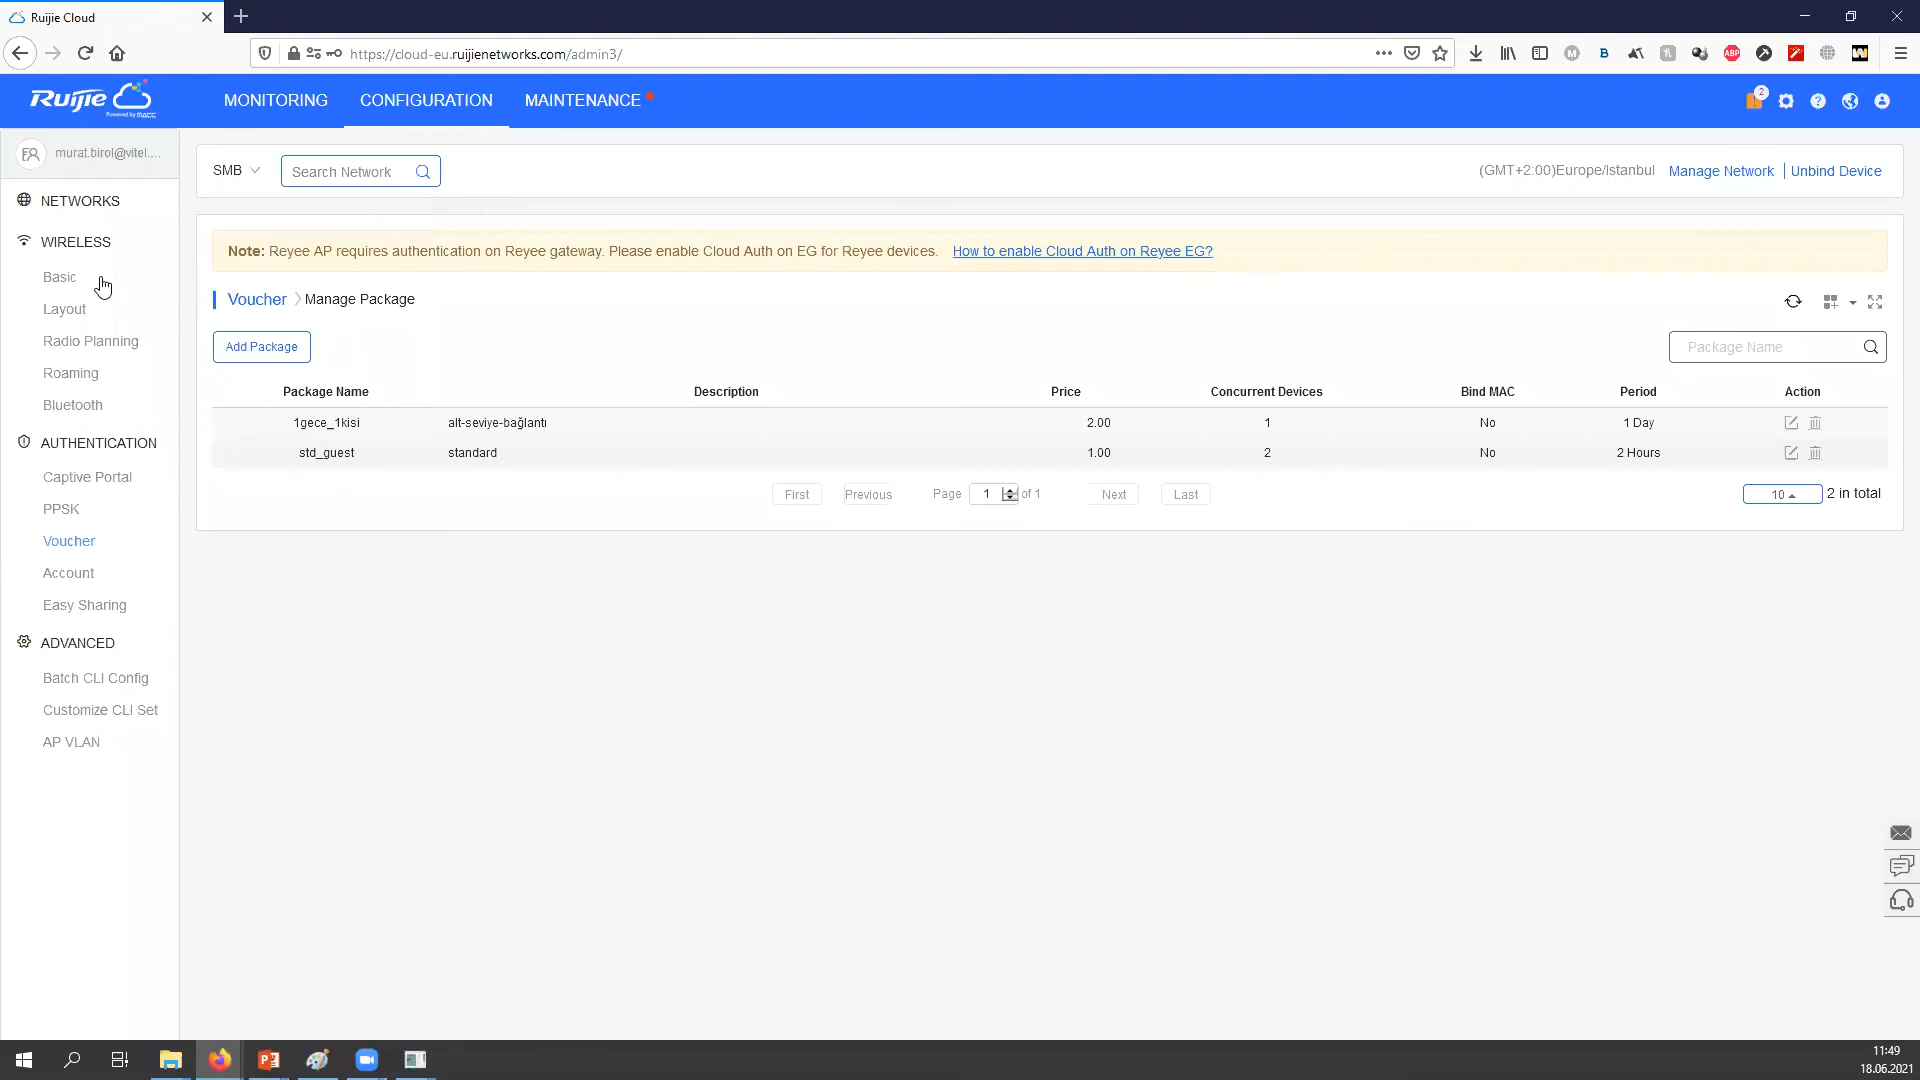 Ruijie Cloud
https://cloud-eu.ruijienetworks.com/admin3/
M
B
ABP
Ruijie
Powered by MACC
MONITORING
CONFIGURATION
MAINTENANCE
2
murat.birol@vitel....
NETWORKS
WIRELESS
Basic
Layout
Radio Planning
Roaming
Bluetooth
AUTHENTICATION
Captive Portal
PPSK
Voucher
Account
Easy Sharing
ADVANCED
Batch CLI Config
Customize CLI Set
AP VLAN
SMB
Search Network
(GMT+2:00)Europe/Istanbul
Manage Network | Unbind Device
Note: Reyee AP requires authentication on Reyee gateway. Please enable Cloud Auth on EG for Reyee devices. How to enable Cloud Auth on Reyee EG?
Voucher > Manage Package
Add Package
Package Name
Package Name Description Price Concurrent Devices Bind MAC Period Action
1gece_1kisi alt-seviye-bağlantı 2.00 1 No 1 Day
std_guest standard 1.00 2 No 2 Hours
First Previous Page 1 of 1 Next Last 10 2 in total
11:49
18.06.2021